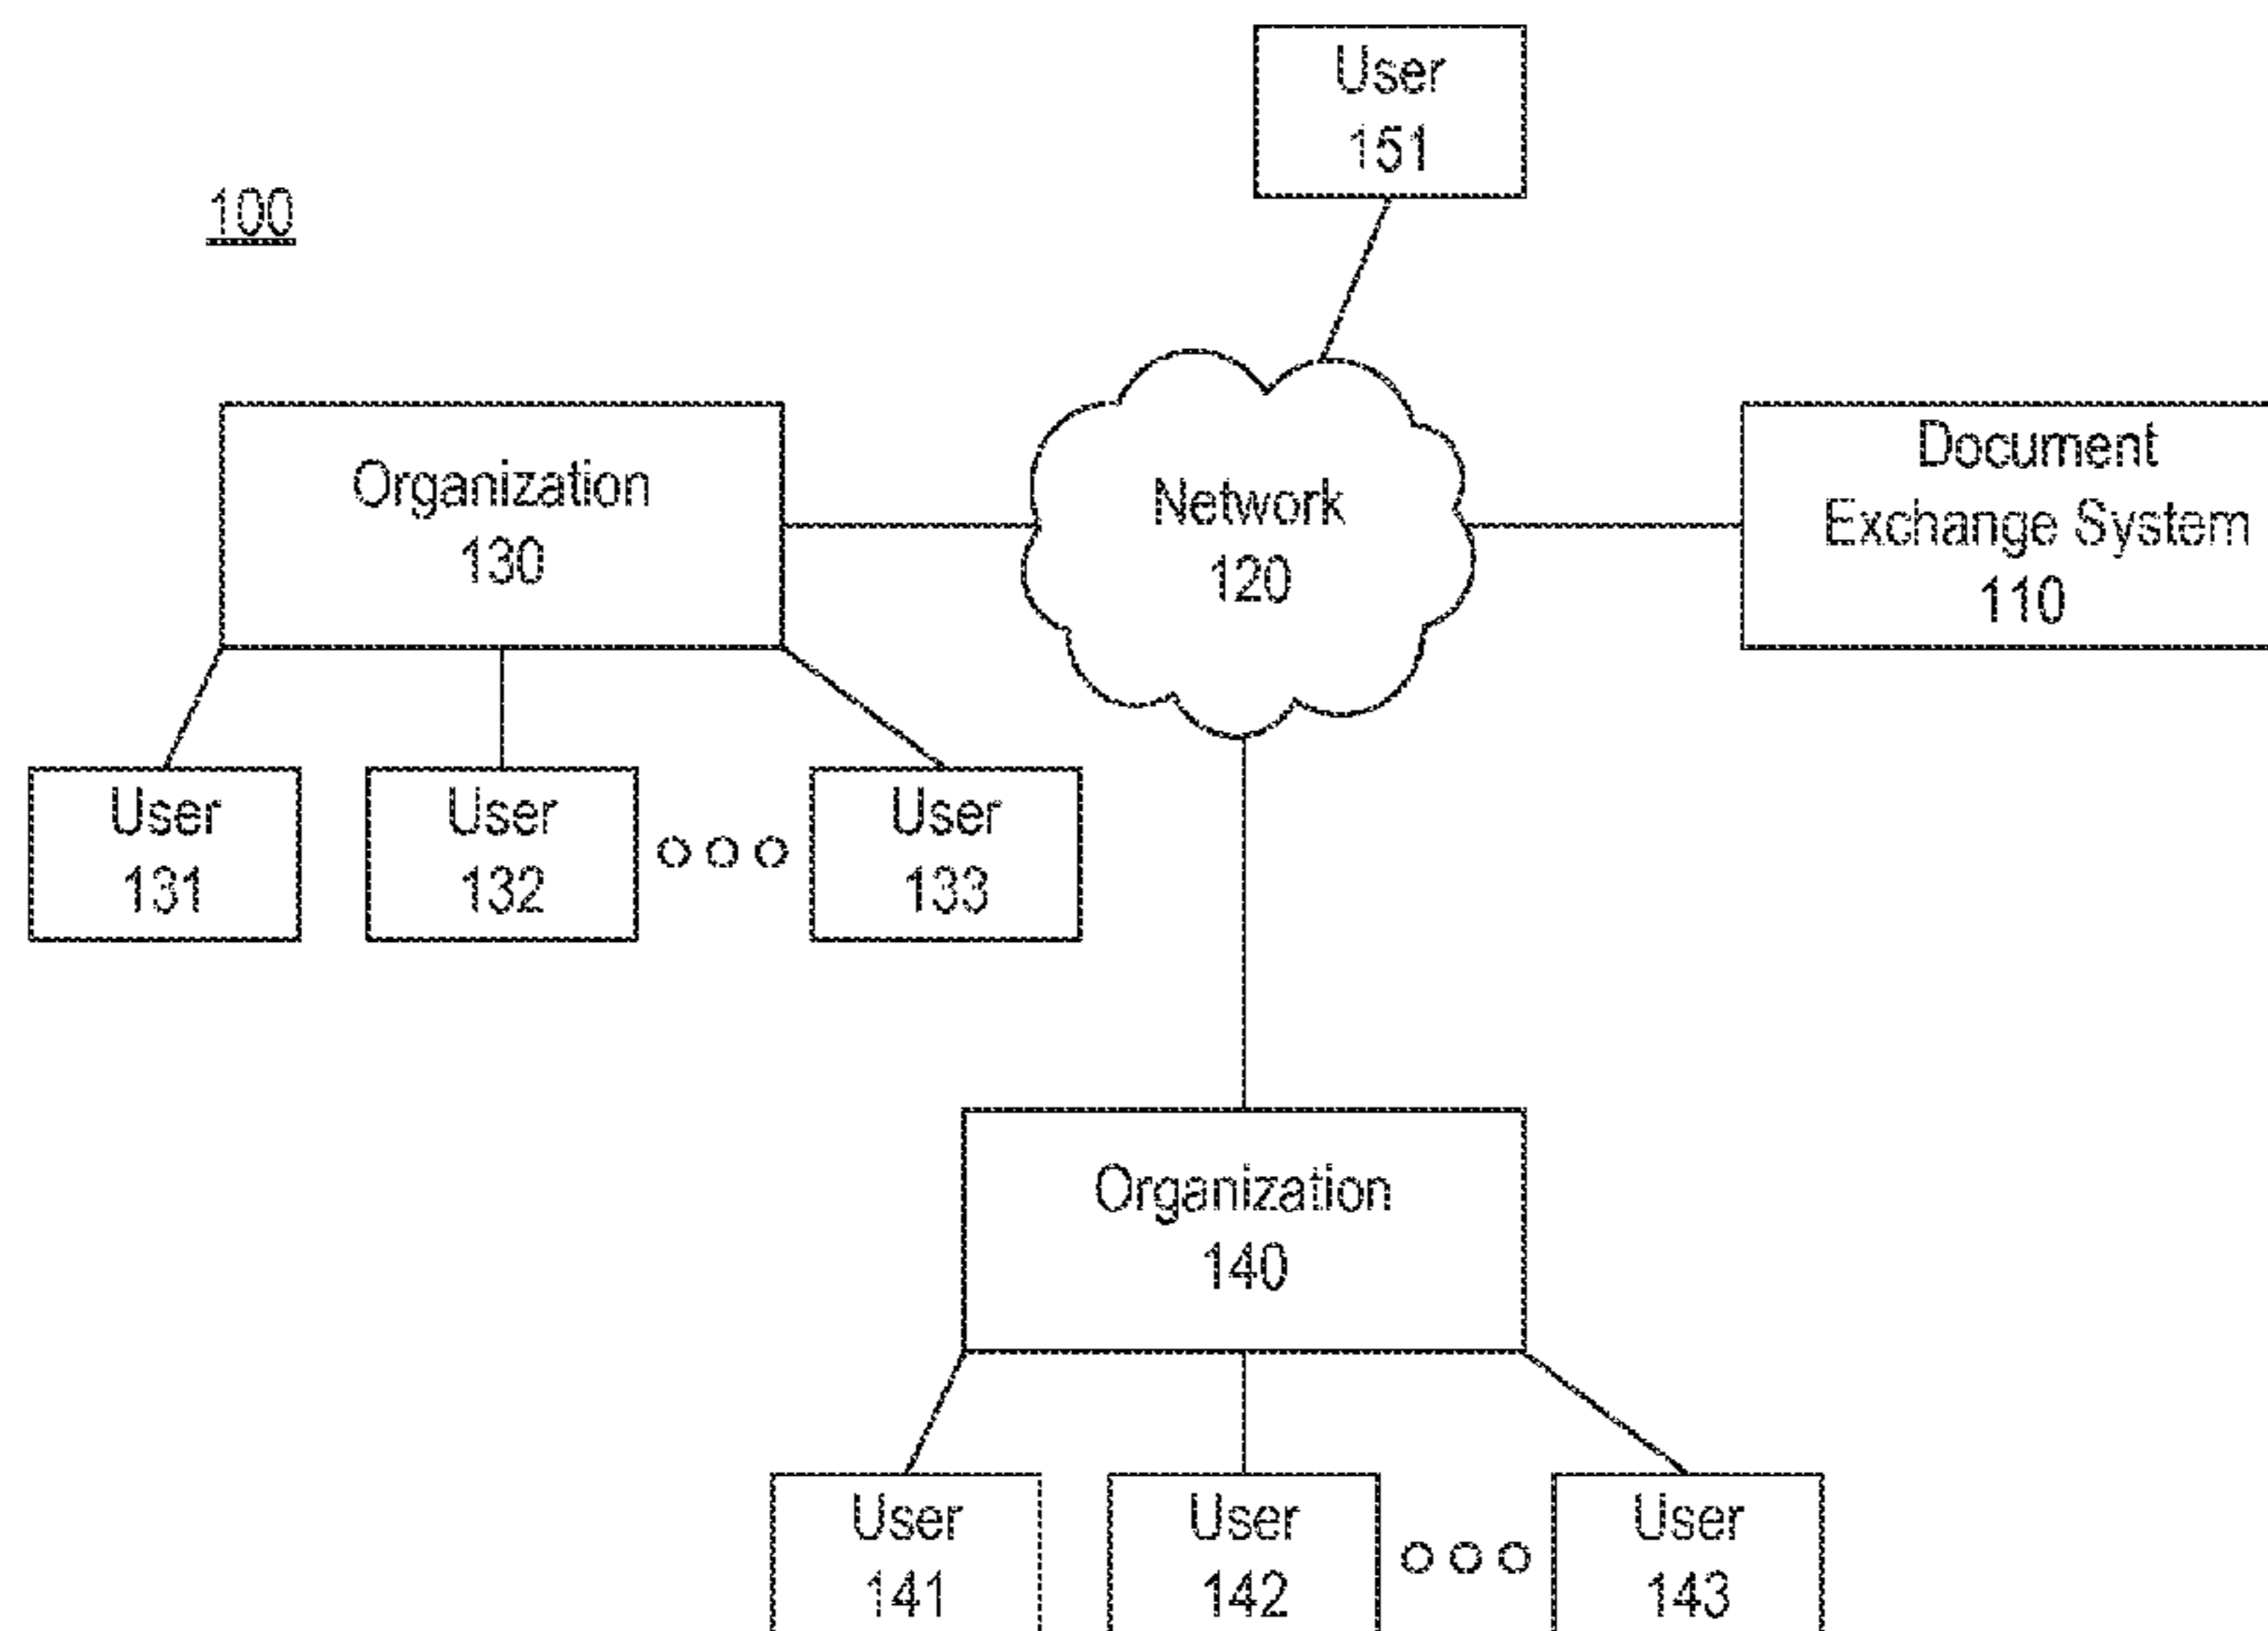 User
151
100
Organization
130
Network
120
Document
Exchange System
110
User
131
User
132
User
133
Organization
140
User
141
User
142
User
143